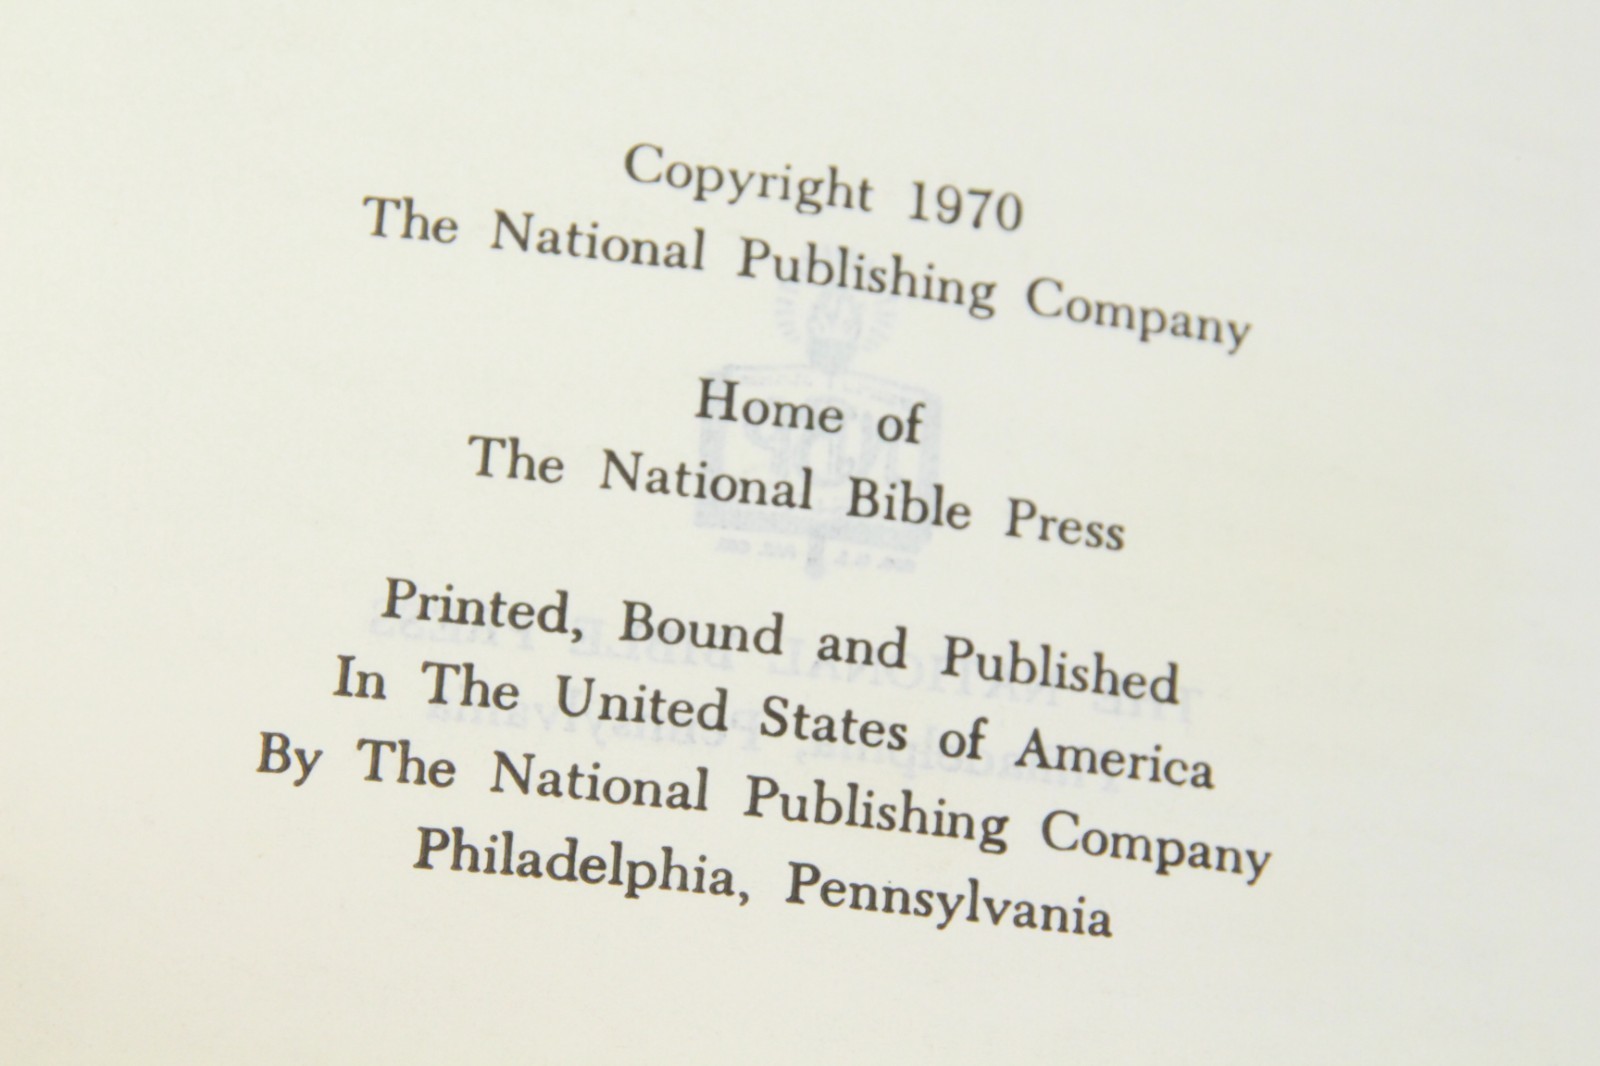 Copyright 1970
The National Publishing Company
Home of
The National Bible Press
Printed, Bound and Published
In The United States of America
By The National Publishing Company
Philadelphia, Pennsylvania